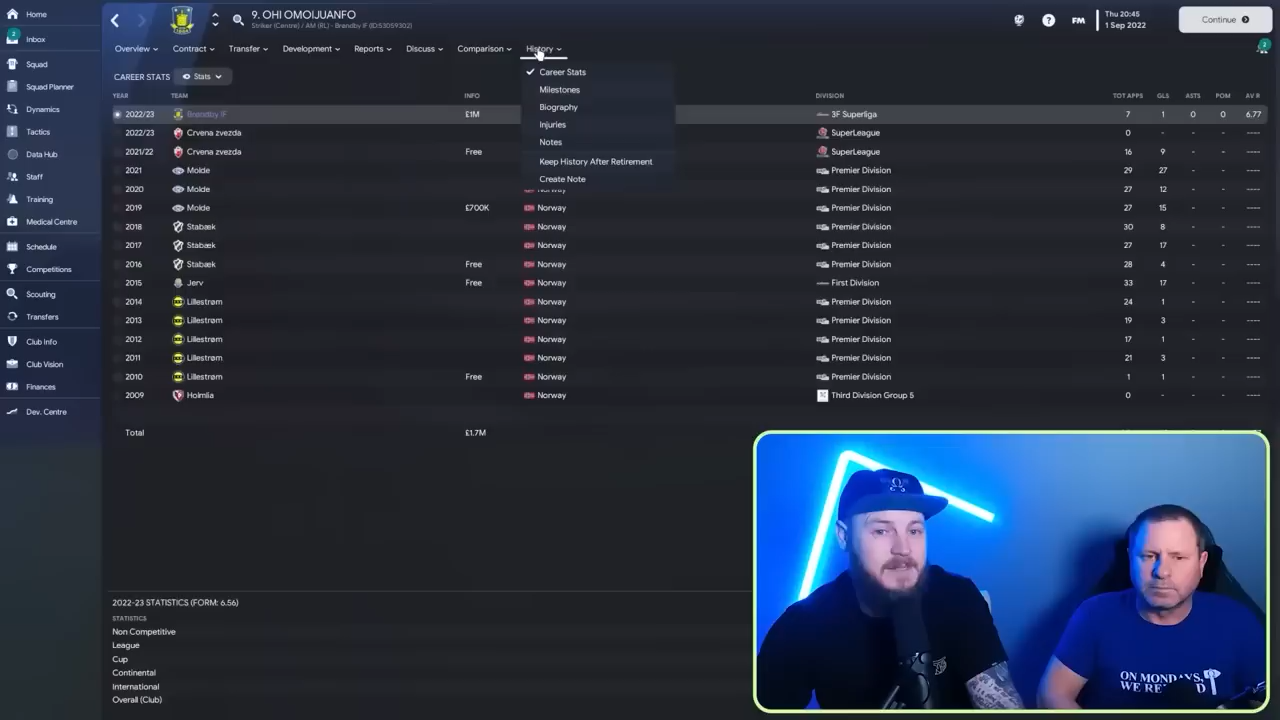 Home
9. OHI OMOIJUANFO
Striker (Centre) / AM (RL) - Brøndby IF (ID:53059302)
FM
Thu 20:45
1 Sep 2022
Continue
2
Inbox
Overview
Contract
Transfer
Development
Reports
Discuss
Comparison
History
2
Squad
Squad Planner
Dynamics
Tactics
Data Hub
Staff
Training
Medical Centre
Schedule
Competitions
Scouting
Transfers
Club Info
Club Vision
Finances
Dev. Centre
CAREER STATS Stats
Career Stats
Milestones
Biography
Injuries
Notes
Keep History After Retirement
Create Note
YEAR TEAM INFO DIVISION TOT APPS GLS ASTS POM AV R
2022/23 Brøndby IF £1M 3F Superliga 7 1 0 0 6.77
2022/23 Crvena zvezda SuperLeague 0 - - - ----
2021/22 Crvena zvezda Free SuperLeague 16 9 - - ----
2021 Molde Premier Division 29 27 - - ----
2020 Molde Norway Premier Division 27 12 - - ----
2019 Molde £700K Norway Premier Division 27 15 - - ----
2018 Stabæk Norway Premier Division 30 8 - - ----
2017 Stabæk Norway Premier Division 27 17 - - ----
2016 Stabæk Free Norway Premier Division 28 4 - - ----
2015 Jerv Free Norway First Division 33 17 - - ----
2014 Lillestrøm Norway Premier Division 24 1 - - ----
2013 Lillestrøm Norway Premier Division 19 3 - - ----
2012 Lillestrøm Norway Premier Division 17 1 - - ----
2011 Lillestrøm Norway Premier Division 21 3 - - ----
2010 Lillestrøm Free Norway Premier Division 1 1 - - ----
2009 Holmlia Norway Third Division Group 5 0 - - - ----
Total £1.7M
2022-23 STATISTICS (FORM: 6.56)
STATISTICS
Non Competitive
League
Cup
Continental
International
Overall (Club)
ON MONDAYS,
WE